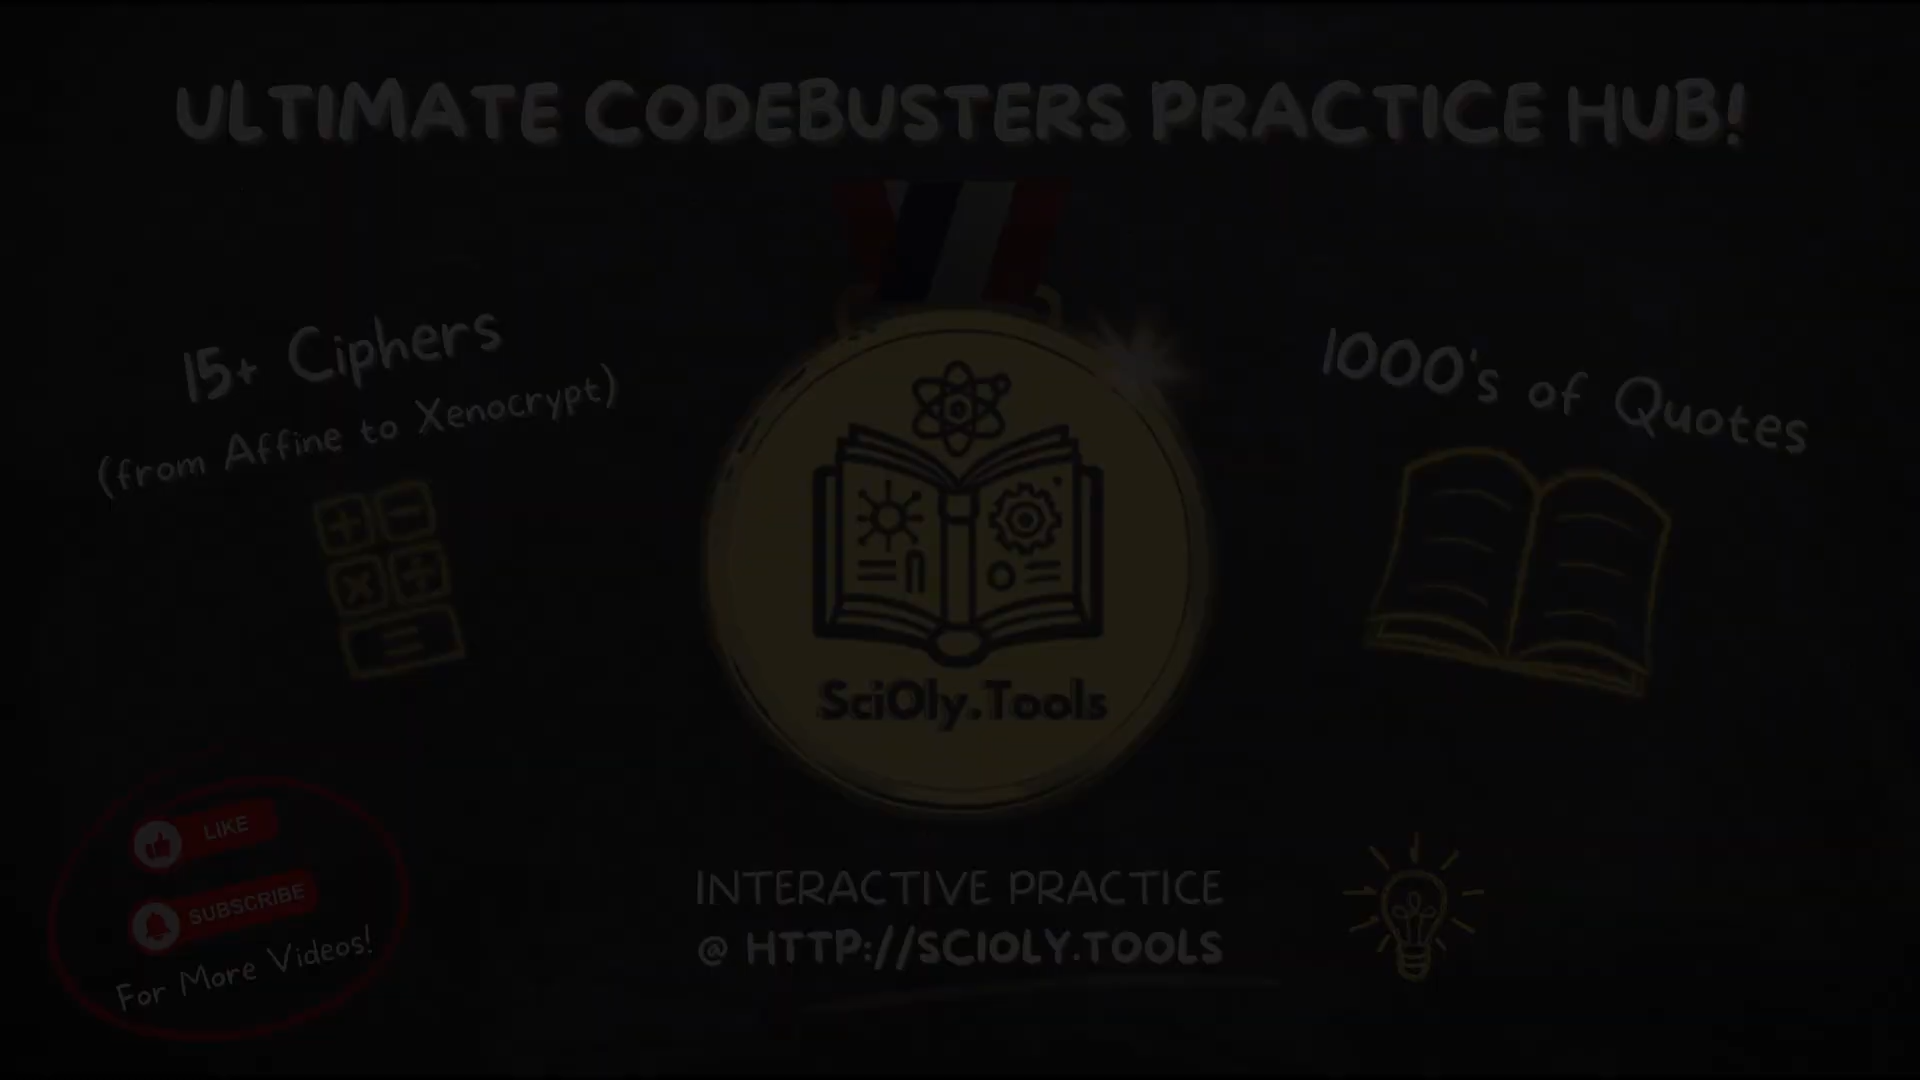 ULTIMATE CODEBUSTERS PRACTICE HUB!
15+ Ciphers
(from Affine to Xenocrypt)
1000's of Quotes
SciOly.Tools
LIKE
SUBSCRIBE
For More Videos!
INTERACTIVE PRACTICE
@ HTTP://SCIOLY.TOOLS